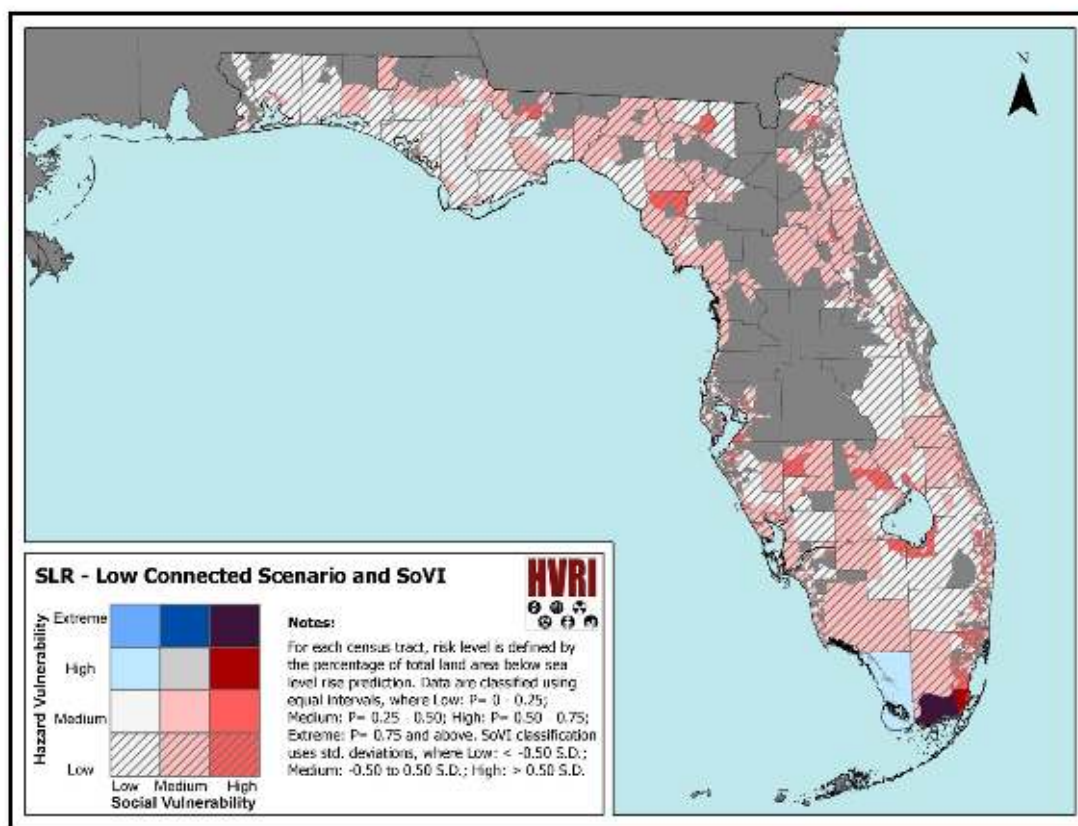 N
SLR - Low Connected Scenario and SoVI
HVRI
Hazard Vulnerability
Extreme
High
Medium
Low
Low Medium High
Social Vulnerability
Notes:
For each census tract, risk level is defined by
the percentage of total land area below sea
level rise prediction. Data are classified using
equal intervals, where Low: P= 0 - 0.25;
Medium: P= 0.25 - 0.50; High: P= 0.50 - 0.75;
Extreme: P= 0.75 and above. SoVI classification
uses std. deviations, where Low: < -0.50 S.D.;
Medium: -0.50 to 0.50 S.D.; High: > 0.50 S.D.